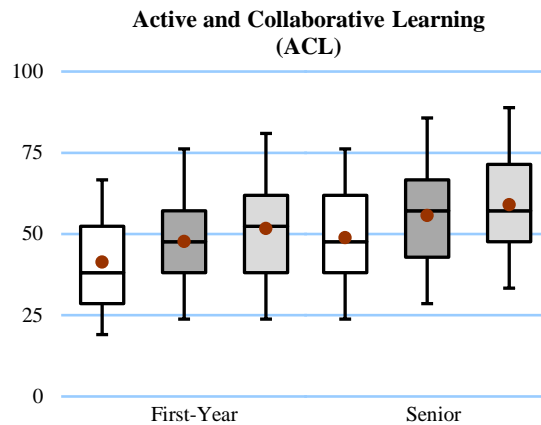 Active and Collaborative Learning
(ACL)
100
75
50
25
0
First-Year Senior